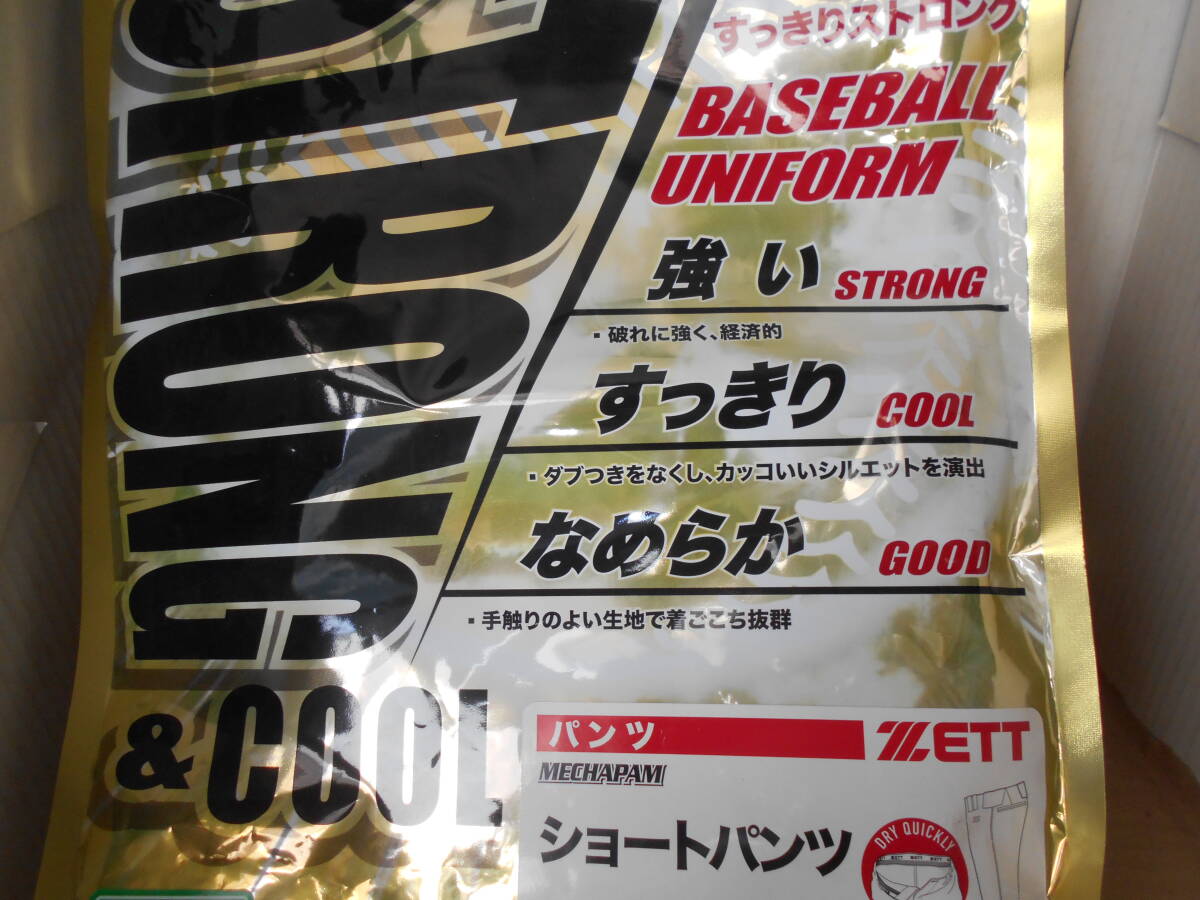 STRONG
& COOL
すっきりストロング
BASEBALL
UNIFORM
強い STRONG
・破れに強く、経済的
すっきり COOL
・ダブつきをなくし、カッコいいシルエットを演出
なめらか GOOD
・手触りのよい生地で着ごこち抜群
パンツ ZETT
MECHAPAM
ショートパンツ
DRY QUICKLY
ZETT